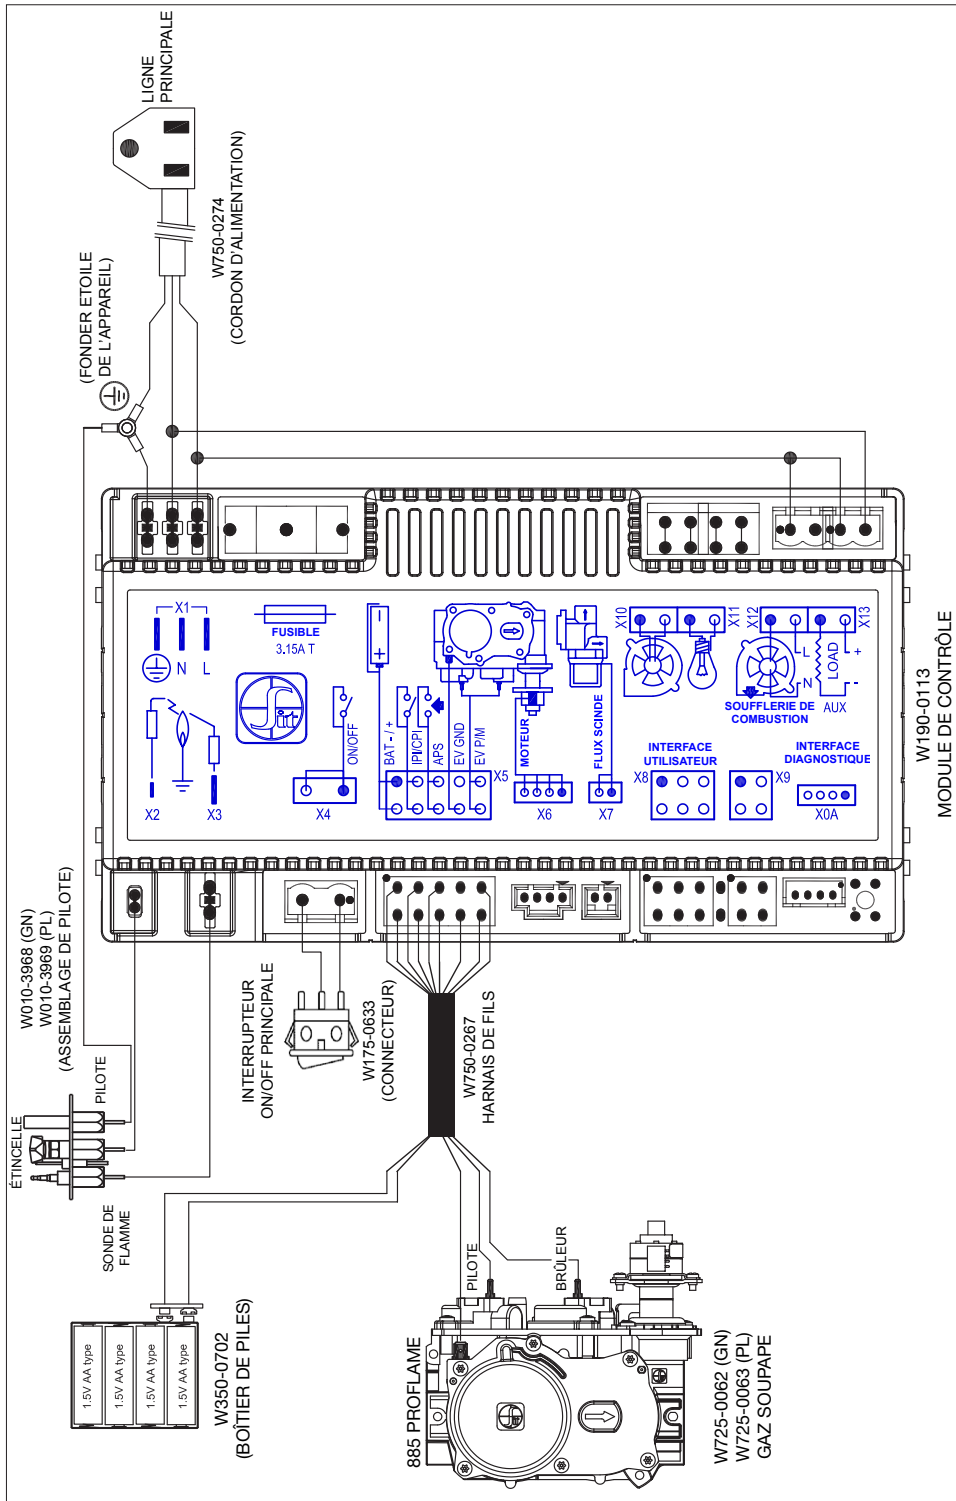 LIGNE
PRINCIPALE
W750-0274
(CORDON D'ALIMENTATION)
(FONDER ETOILE
DE L'APPAREIL)
X1
N
L
X2
X3
FUSIBLE
3.15A T
Sit
ON/OFF
X4
BAT - / +
IPI/CPI
APS
EV GND
EV P/M
X5
MOTEUR
X6
FLUX SCINDE
X7
X10
X11
X12
X13
N
L
LOAD
-
+
AUX
SOUFFLERIE DE
COMBUSTION
INTERFACE
UTILISATEUR
X8
X9
INTERFACE
DIAGNOSTIQUE
X0A
W190-0113
MODULE DE CONTRÔLE
W010-3968 (GN)
W010-3969 (PL)
(ASSEMBLAGE DE PILOTE)
PILOTE
ÉTINCELLE
SONDE DE
FLAMME
INTERRUPTEUR
ON/OFF PRINCIPALE
W175-0633
(CONNECTEUR)
W750-0267
HARNAIS DE FILS
1.5V AA type
1.5V AA type
1.5V AA type
1.5V AA type
W350-0702
(BOÎTIER DE PILES)
PILOTE
BRÛLEUR
885 PROFLAME
W725-0062 (GN)
W725-0063 (PL)
GAZ SOUPAPE